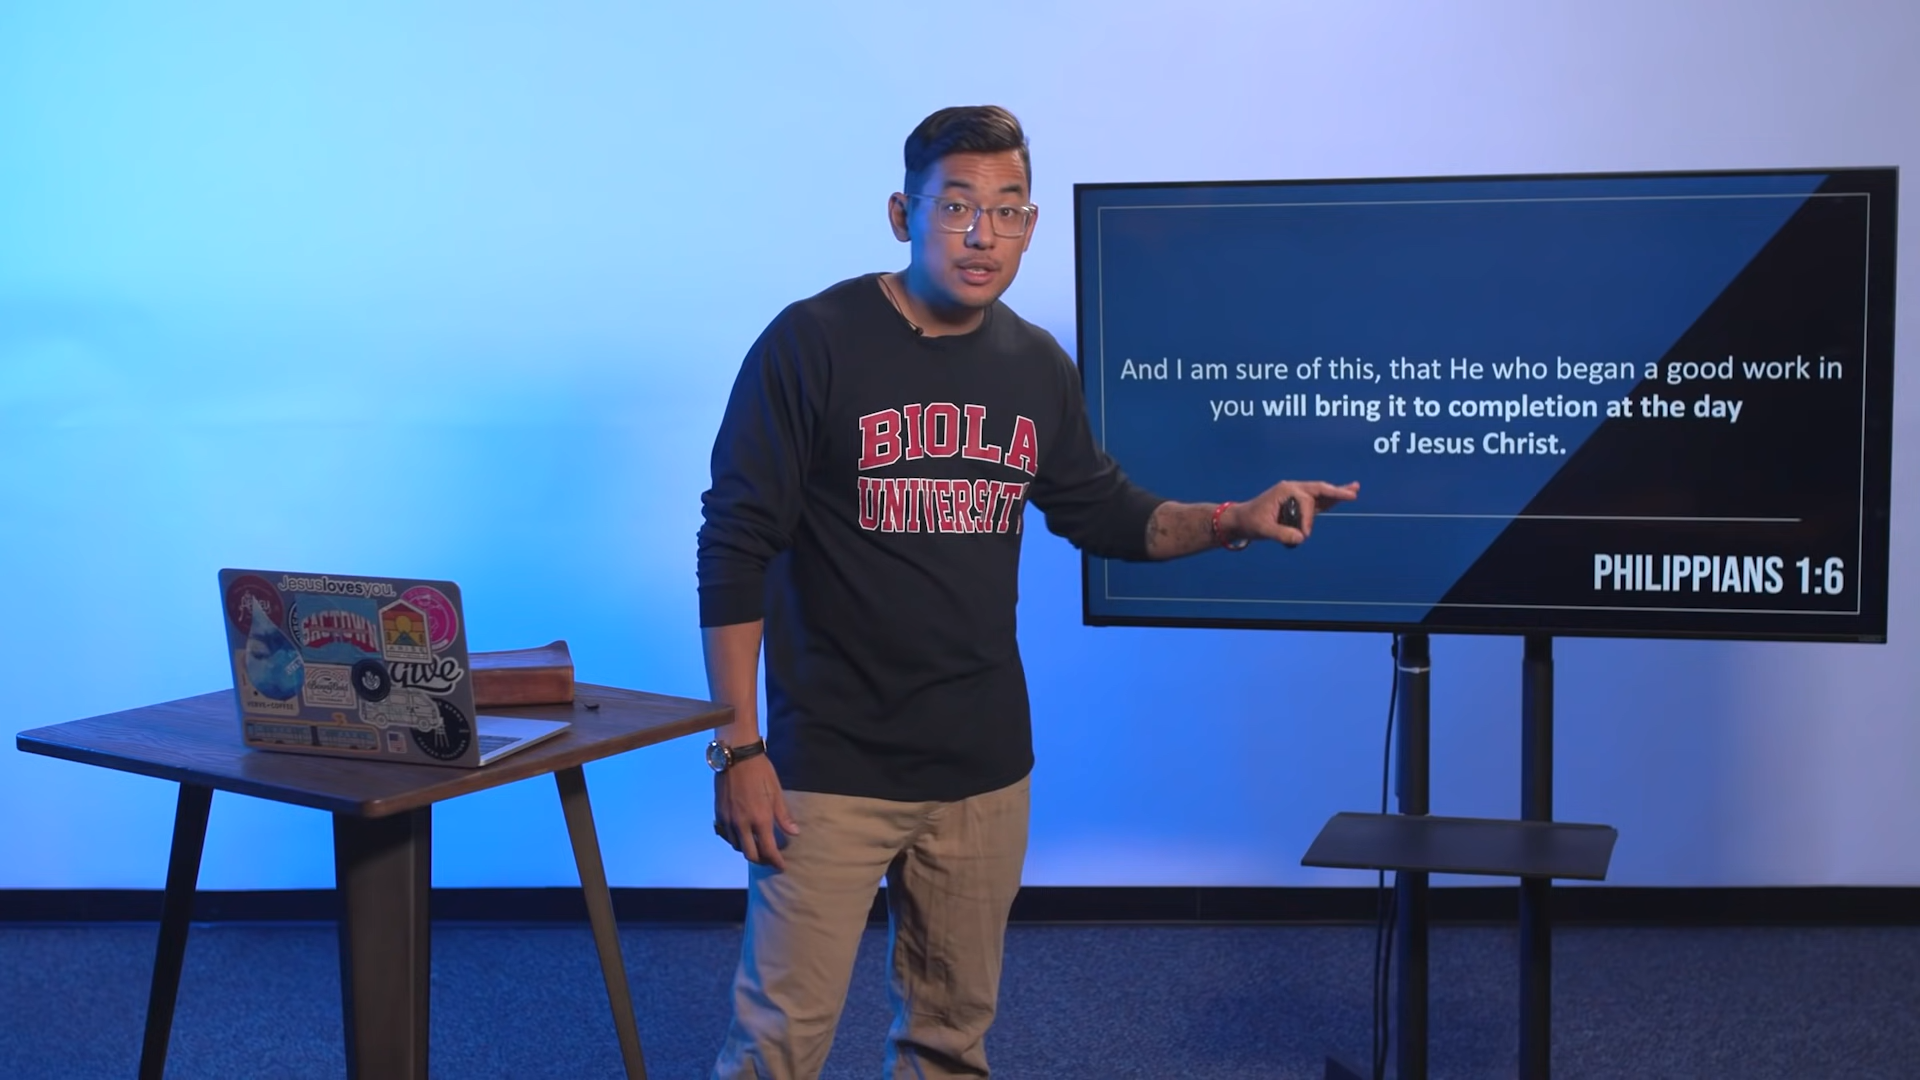 And I am sure of this, that He who began a good work in
you will bring it to completion at the day
of Jesus Christ.
PHILIPPIANS 1:6
BIOLA
UNIVERSITY
Jesuslovesyou.
SACTOWN
Give